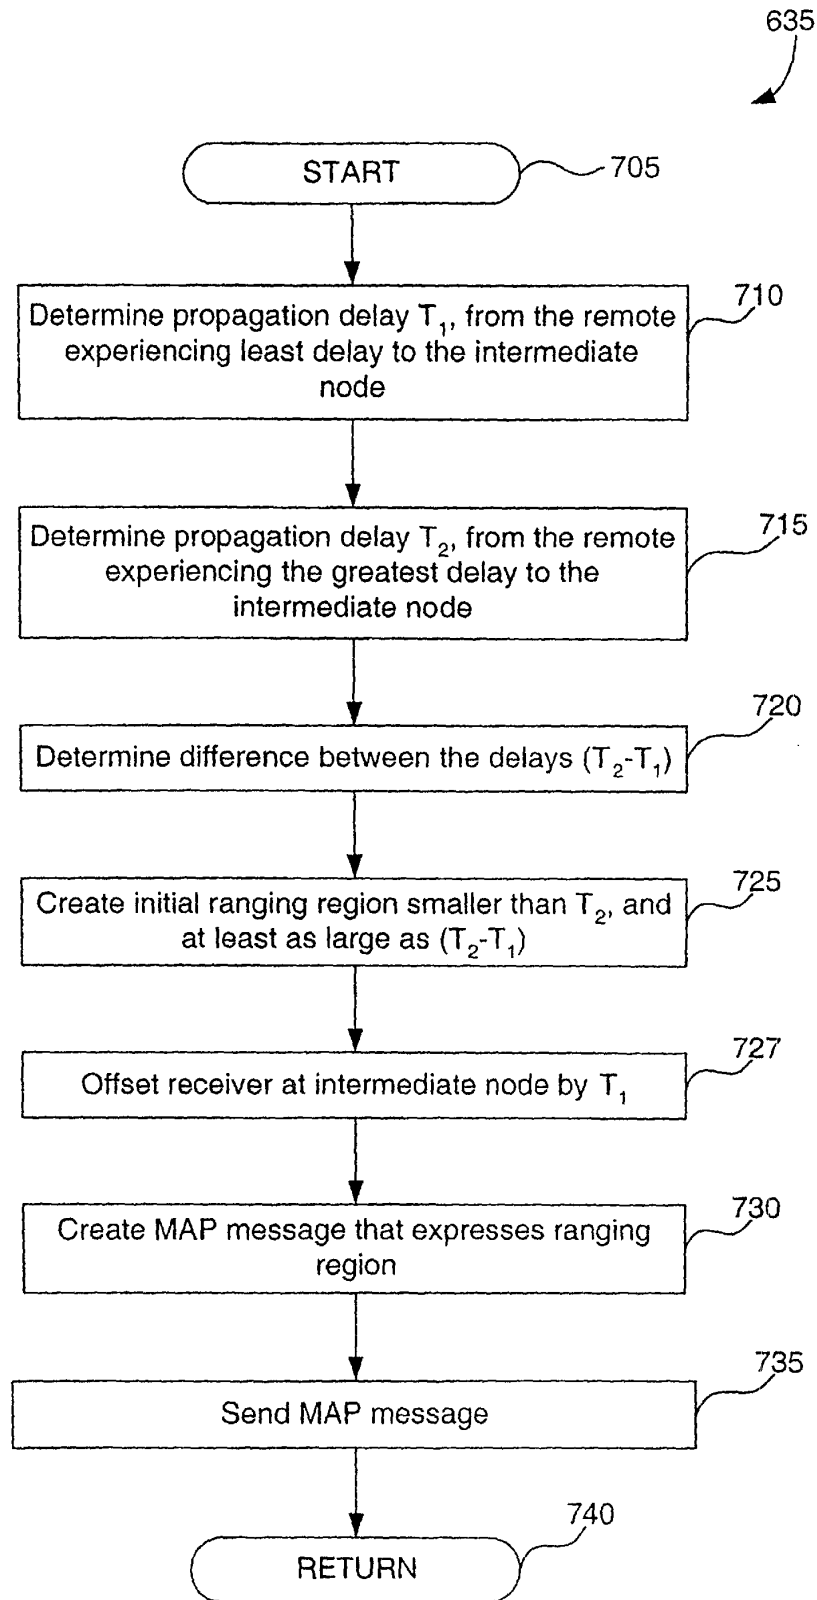 635
START
705
710
Determine propagation delay T₁, from the remote
experiencing least delay to the intermediate
node
715
Determine propagation delay T₂, from the remote
experiencing the greatest delay to the
intermediate node
720
Determine difference between the delays (T₂-T₁)
725
Create initial ranging region smaller than T₂, and
at least as large as (T₂-T₁)
727
Offset receiver at intermediate node by T₁
730
Create MAP message that expresses ranging
region
735
Send MAP message
740
RETURN